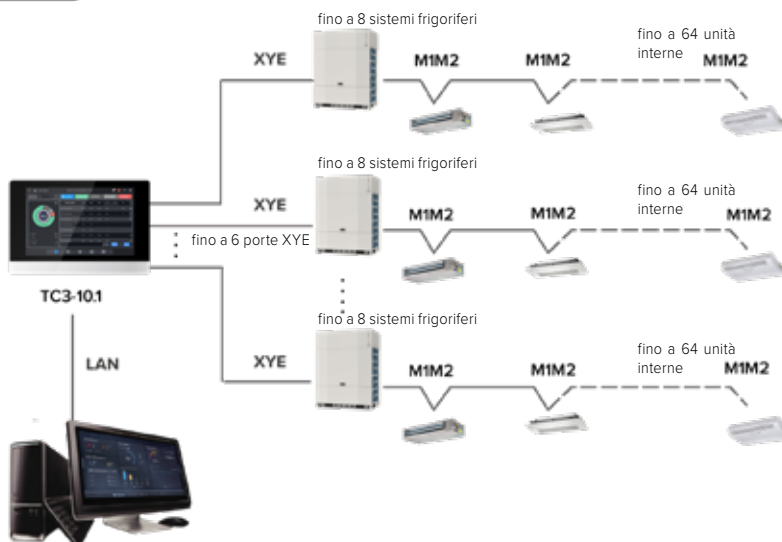 fino a 8 sistemi frigoriferi
XYE
M1M2
M1M2
fino a 64 unità
interne
M1M2
fino a 8 sistemi frigoriferi
XYE
M1M2
M1M2
fino a 64 unità
interne
M1M2
fino a 6 porte XYE
TC3-10.1
fino a 8 sistemi frigoriferi
LAN
XYE
M1M2
M1M2
fino a 64 unità
interne
M1M2